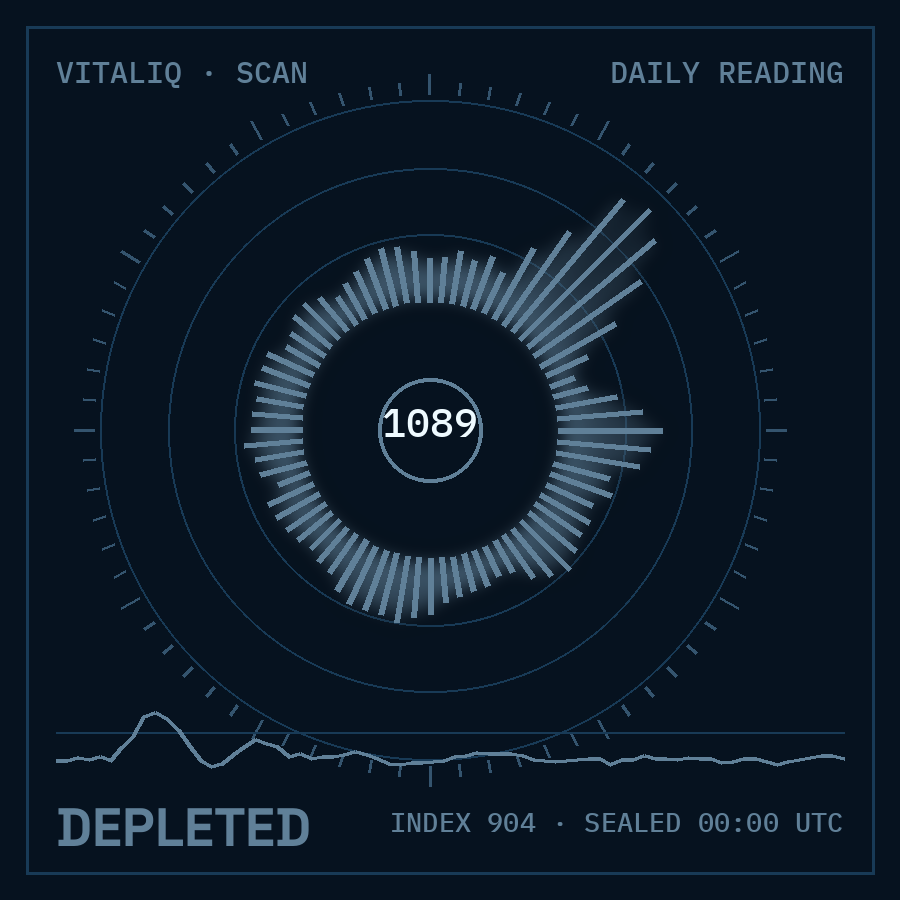 VITALIQ · SCAN
DAILY READING
1089
DEPLETED
INDEX 904 · SEALED 00:00 UTC